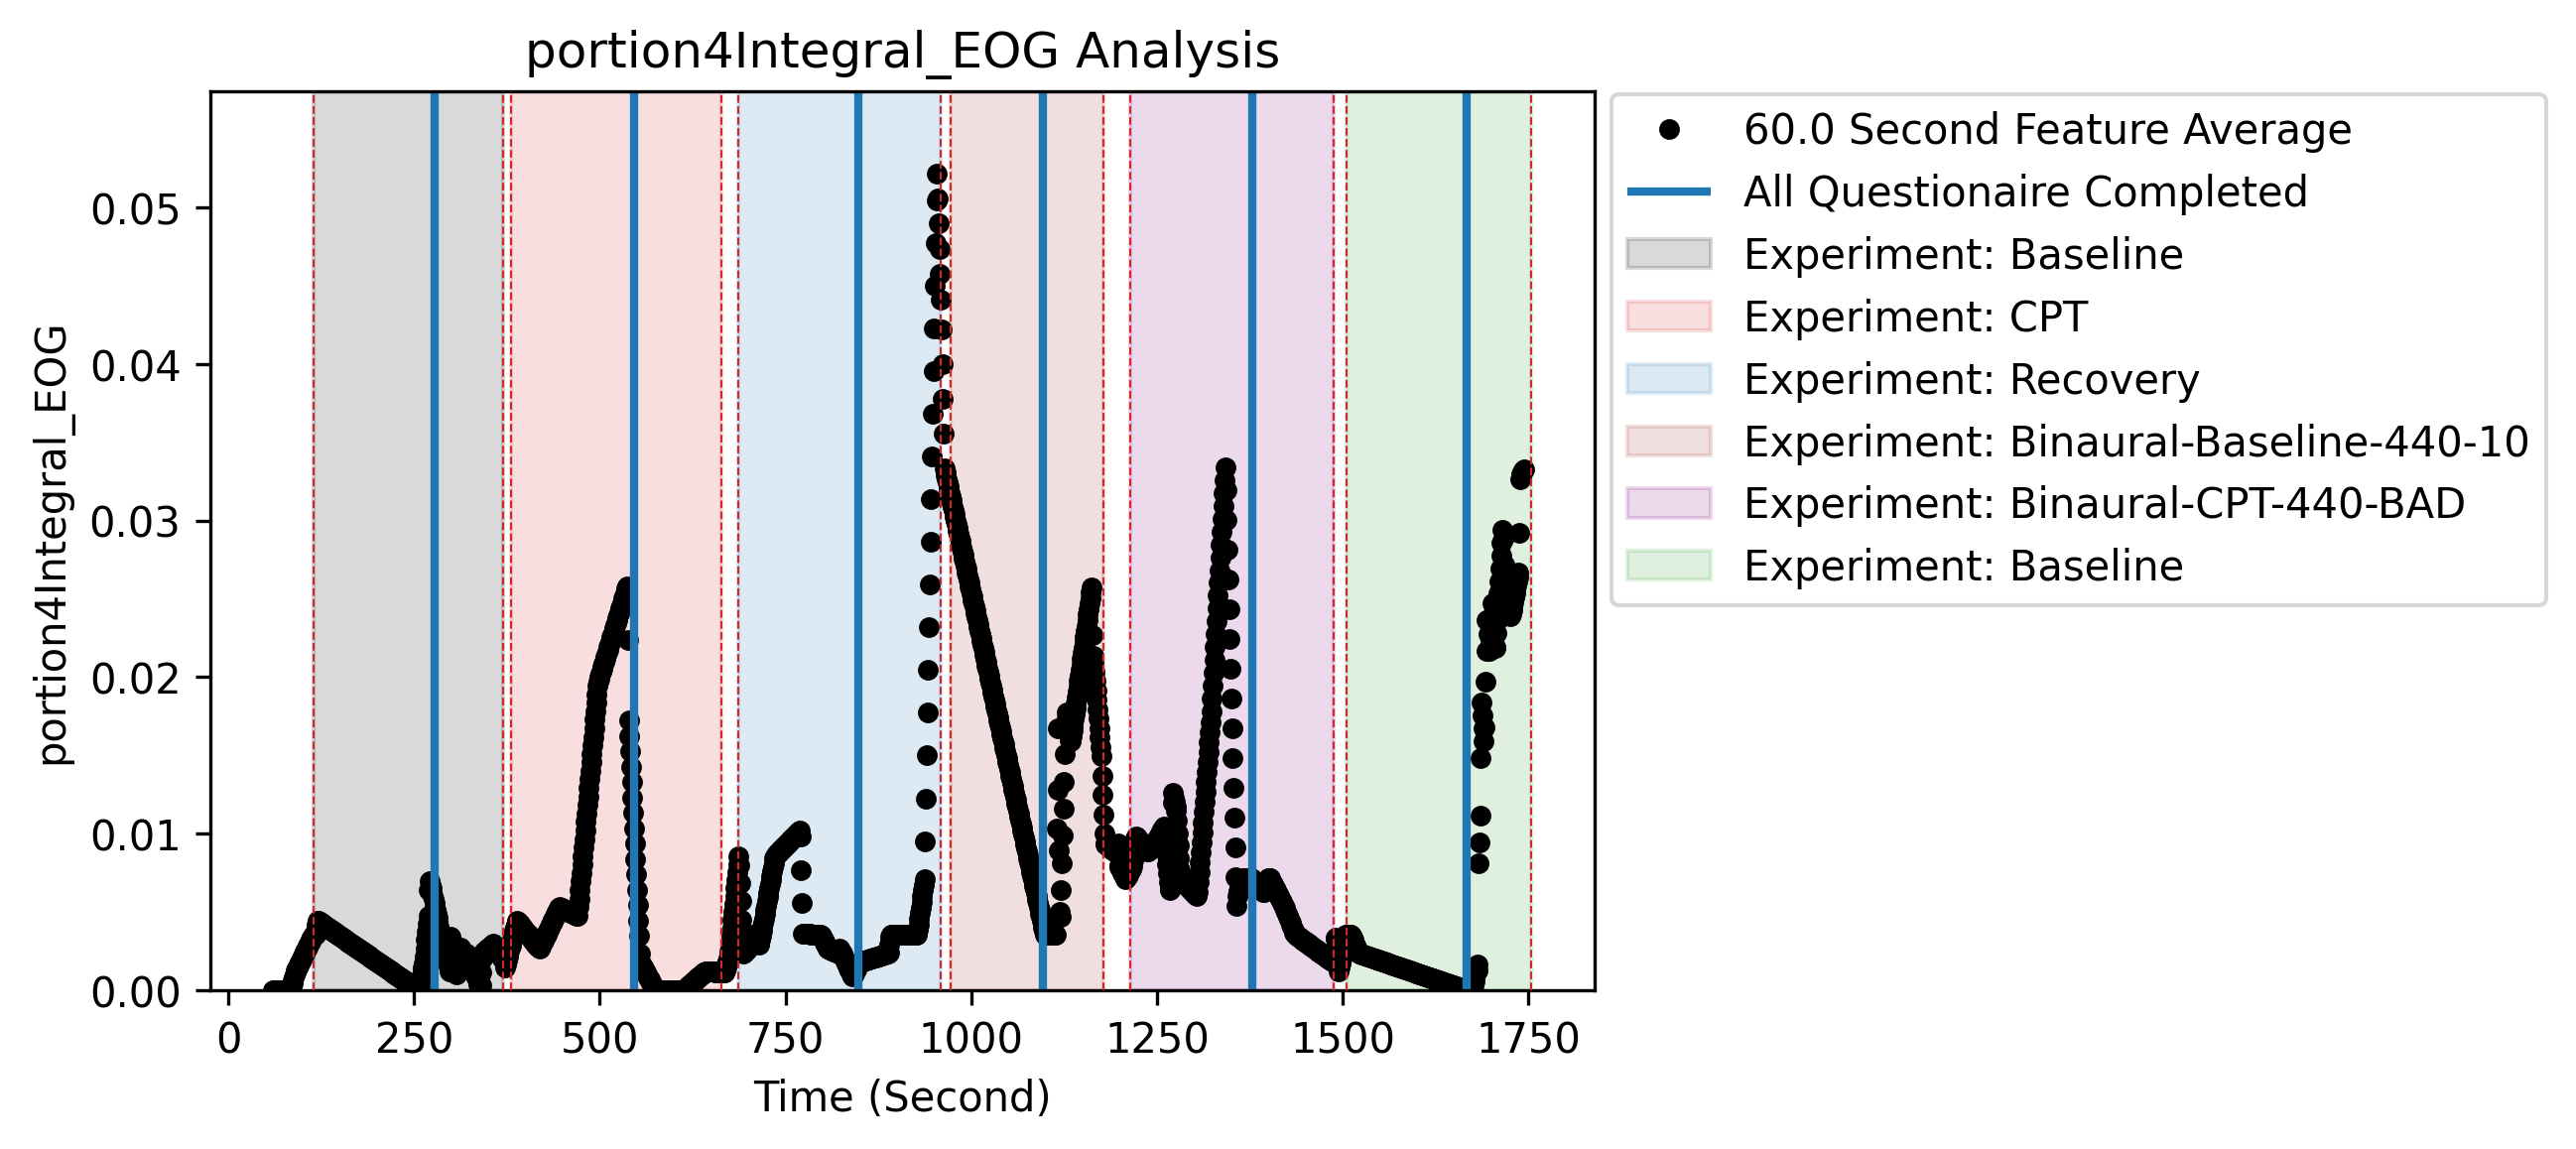 portion4Integral_EOG Analysis
portion4Integral_EOG
0.05
0.04
0.03
0.02
0.01
0.00
0 250 500 750 1000 1250 1500 1750
Time (Second)
60.0 Second Feature Average
All Questionaire Completed
Experiment: Baseline
Experiment: CPT
Experiment: Recovery
Experiment: Binaural-Baseline-440-10
Experiment: Binaural-CPT-440-BAD
Experiment: Baseline